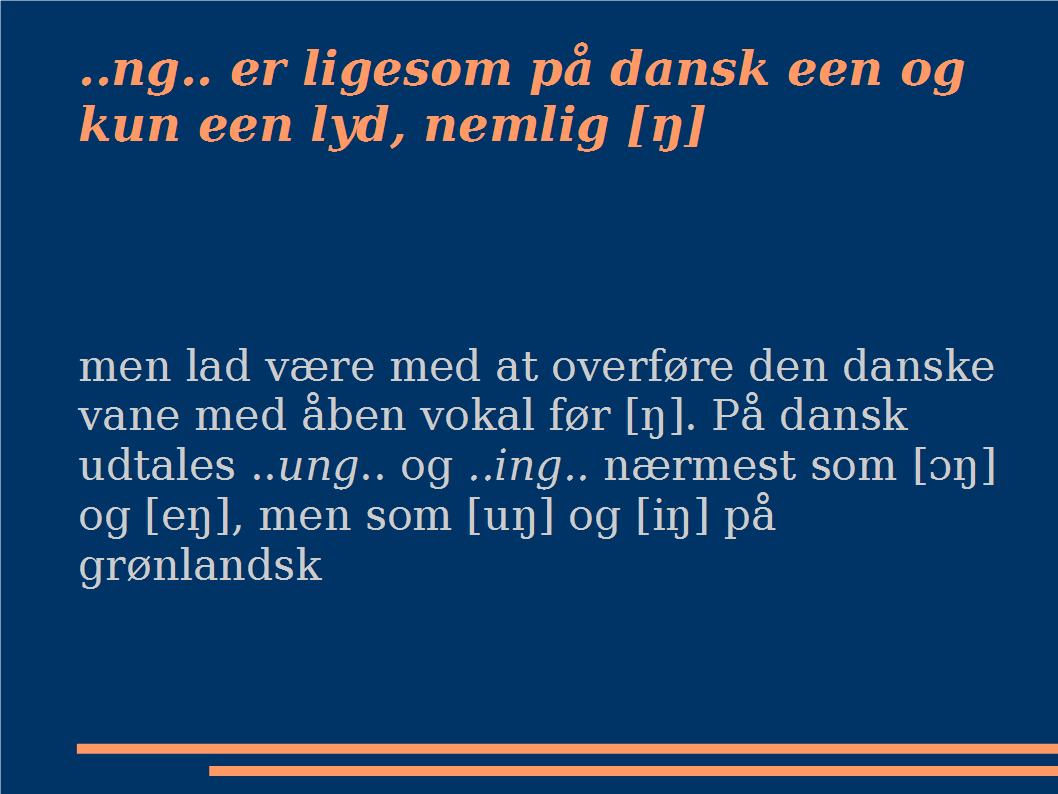 ..ng.. er ligesom på dansk een og
kun een lyd, nemlig [ŋ]
men lad være med at overføre den danske
vane med åben vokal før [ŋ]. På dansk
udtales ..ung.. og ..ing.. nærmest som [ɔŋ]
og [eŋ], men som [uŋ] og [iŋ] på
grønlandsk